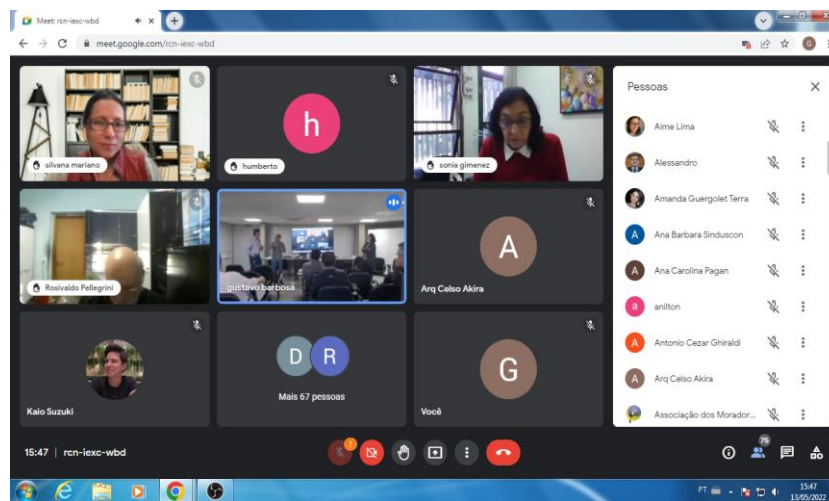 Meet: rcn-iexc-wbd
meet.google.com/rcn-iexc-wbd
G
silvana mariano
h
humberto
sonia gimenez
Rosivaldo Pellegrini
gustavo barbosa
A
Arq Celso Akira
Kaio Suzuki
D R
Mais 67 pessoas
G
Você
Pessoas
Aime Lima
Alessandro
Amanda Guergolet Terra
A Ana Barbara Sinduscon
A Ana Carolina Pagan
a anilton
A Antonio Cezar Ghiraldi
A Arq Celso Akira
Associação dos Morador...
15:47 | rcn-iexc-wbd
1
76
PT
15:47
13/05/2022